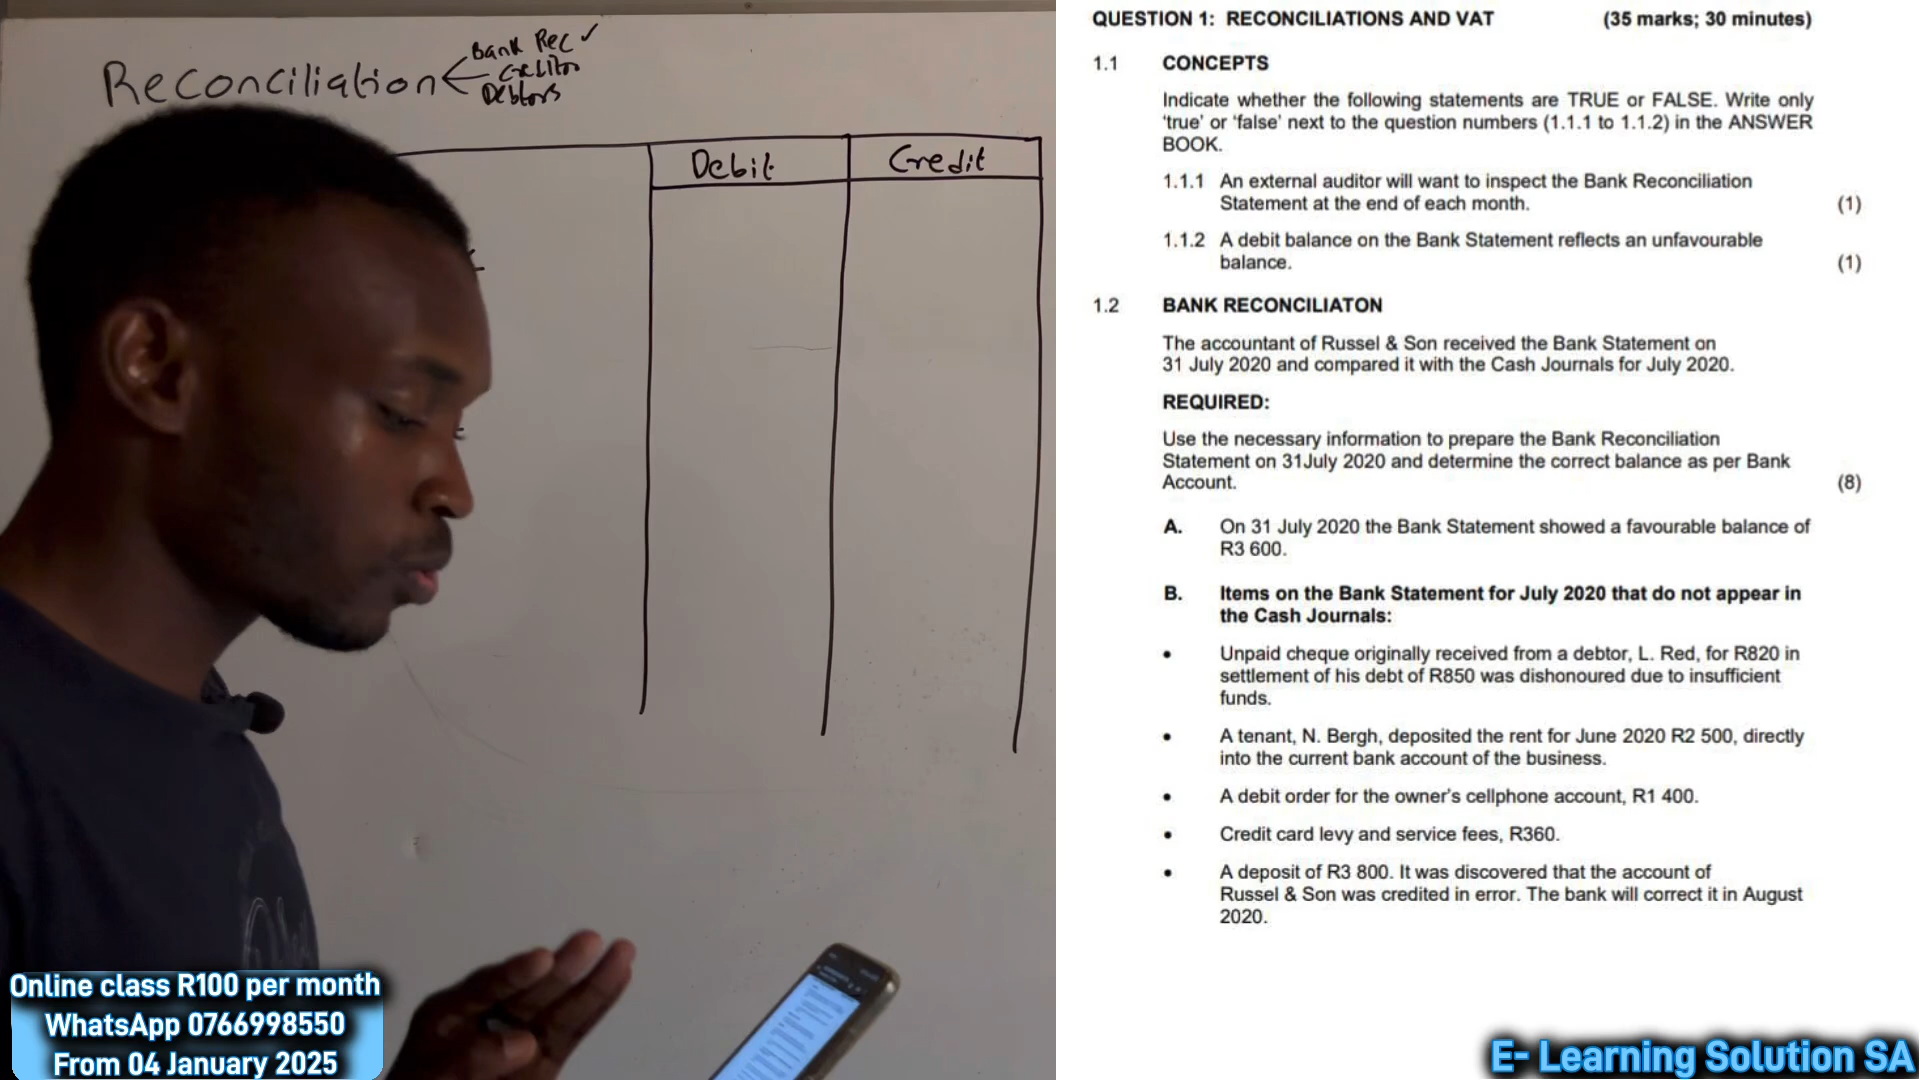 Reconciliation
Bank Rec ✓
Creditor
Debtors
Debit
Credit
Online class R100 per month
WhatsApp 0766998550
From 04 January 2025
QUESTION 1: RECONCILIATIONS AND VAT (35 marks; 30 minutes)
1.1 CONCEPTS
Indicate whether the following statements are TRUE or FALSE. Write only
'true' or 'false' next to the question numbers (1.1.1 to 1.1.2) in the ANSWER
BOOK.
1.1.1 An external auditor will want to inspect the Bank Reconciliation
Statement at the end of each month. (1)
1.1.2 A debit balance on the Bank Statement reflects an unfavourable
balance. (1)
1.2 BANK RECONCILIATON
The accountant of Russel & Son received the Bank Statement on
31 July 2020 and compared it with the Cash Journals for July 2020.
REQUIRED:
Use the necessary information to prepare the Bank Reconciliation
Statement on 31July 2020 and determine the correct balance as per Bank
Account. (8)
A. On 31 July 2020 the Bank Statement showed a favourable balance of
R3 600.
B. Items on the Bank Statement for July 2020 that do not appear in
the Cash Journals:
• Unpaid cheque originally received from a debtor, L. Red, for R820 in
settlement of his debt of R850 was dishonoured due to insufficient
funds.
• A tenant, N. Bergh, deposited the rent for June 2020 R2 500, directly
into the current bank account of the business.
• A debit order for the owner's cellphone account, R1 400.
• Credit card levy and service fees, R360.
• A deposit of R3 800. It was discovered that the account of
Russel & Son was credited in error. The bank will correct it in August
2020.
E- Learning Solution SA